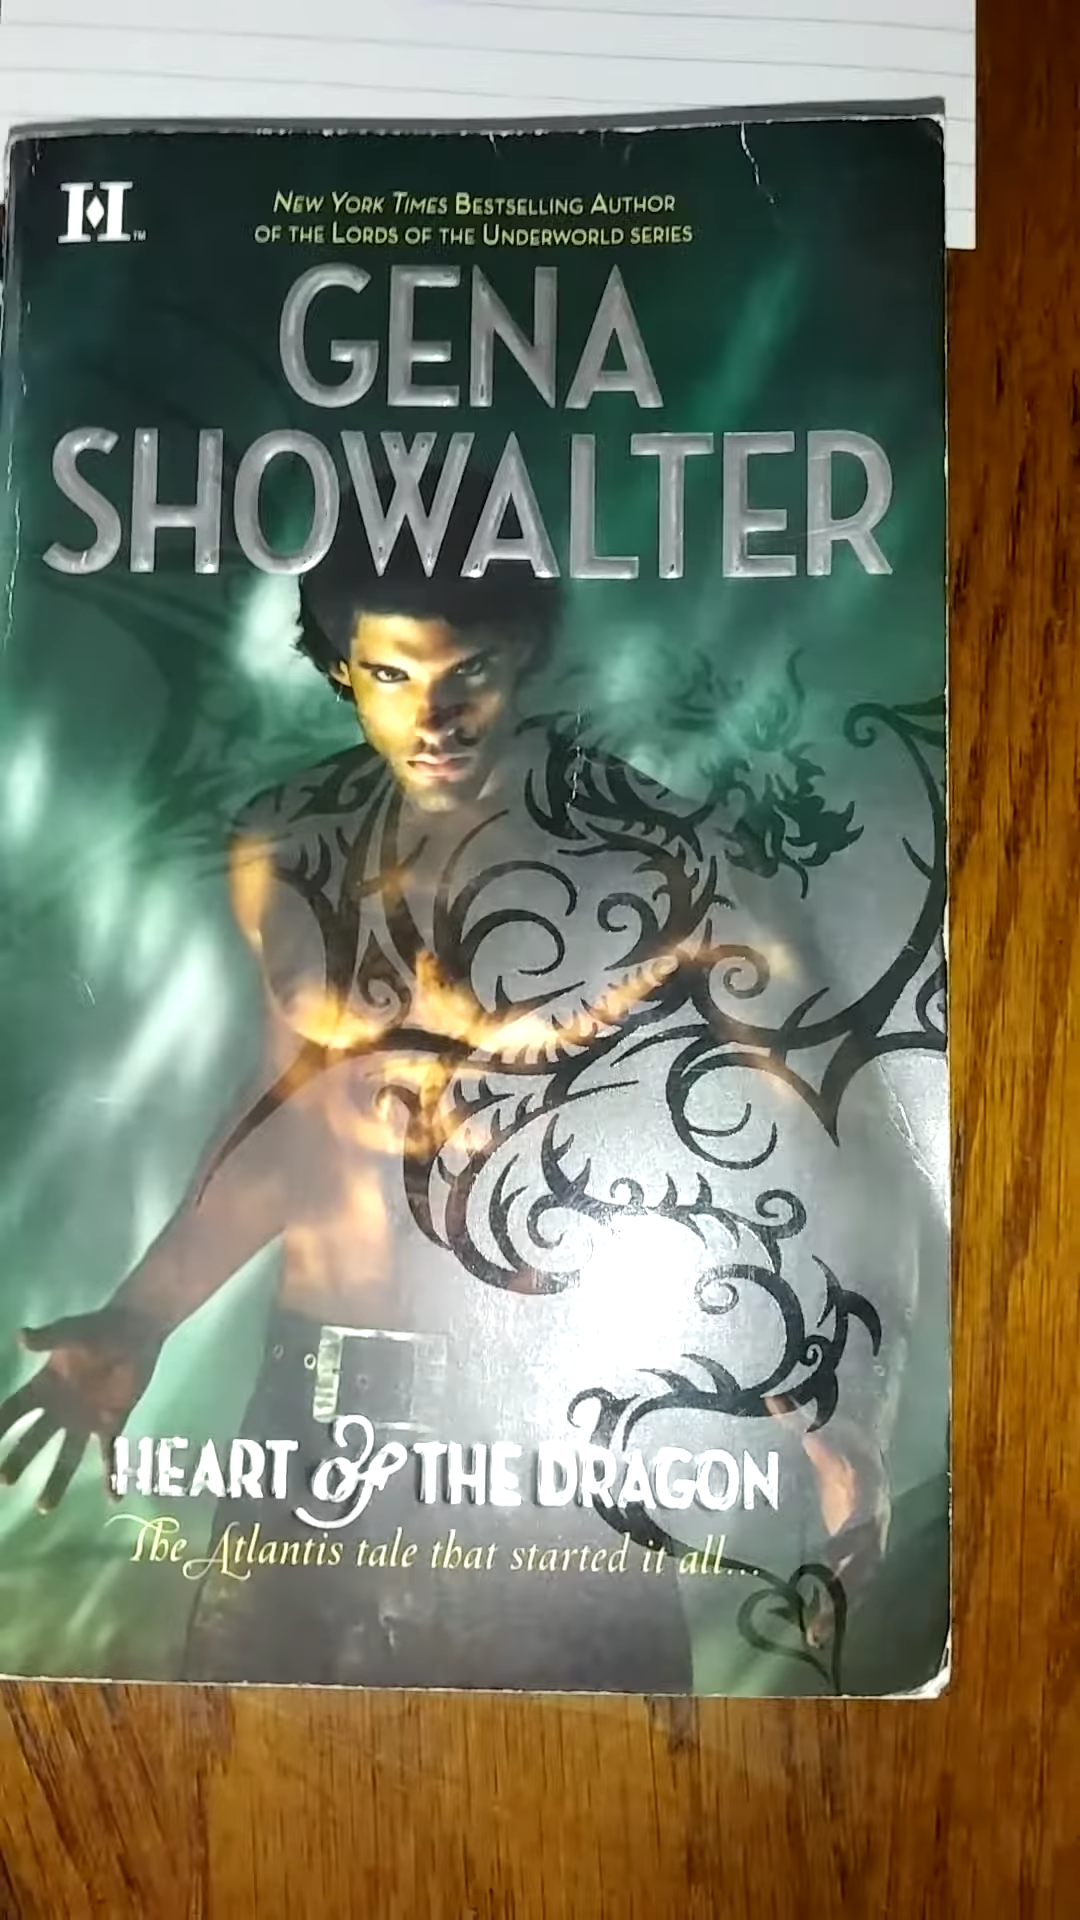 H™
New York Times Bestselling Author
of the Lords of the Underworld series
GENA
SHOWALTER
HEART of THE DRAGON
The Atlantis tale that started it all...